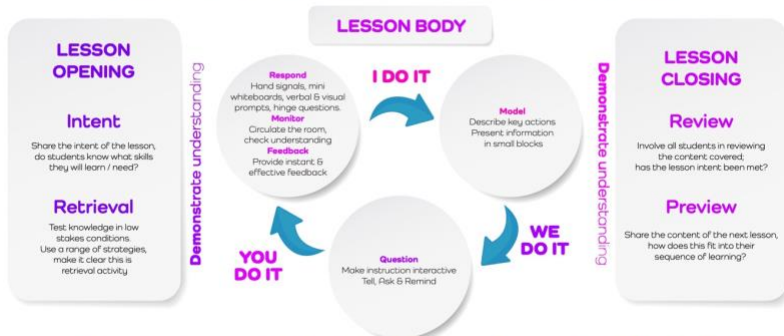 LESSON BODY
LESSON
OPENING
Intent
Share the intent of the lesson,
do students know what skills
they will learn / need?
Retrieval
Test knowledge in low
stakes conditions.
Use a range of strategies,
make it clear this is
retrieval activity
Demonstrate understanding
Respond
Hand signals, mini
whiteboards, verbal & visual
prompts, hinge questions.
Monitor
Circulate the room,
check understanding
Feedback
Provide instant &
effective feedback
I DO IT
Model
Describe key actions
Present information
in small blocks
WE
DO IT
Question
Make instruction interactive
Tell, Ask & Remind
YOU
DO IT
Demonstrate understanding
LESSON
CLOSING
Review
Involve all students in reviewing
the content covered;
has the lesson intent been met?
Preview
Share the content of the next lesson,
how does this fit into their
sequence of learning?